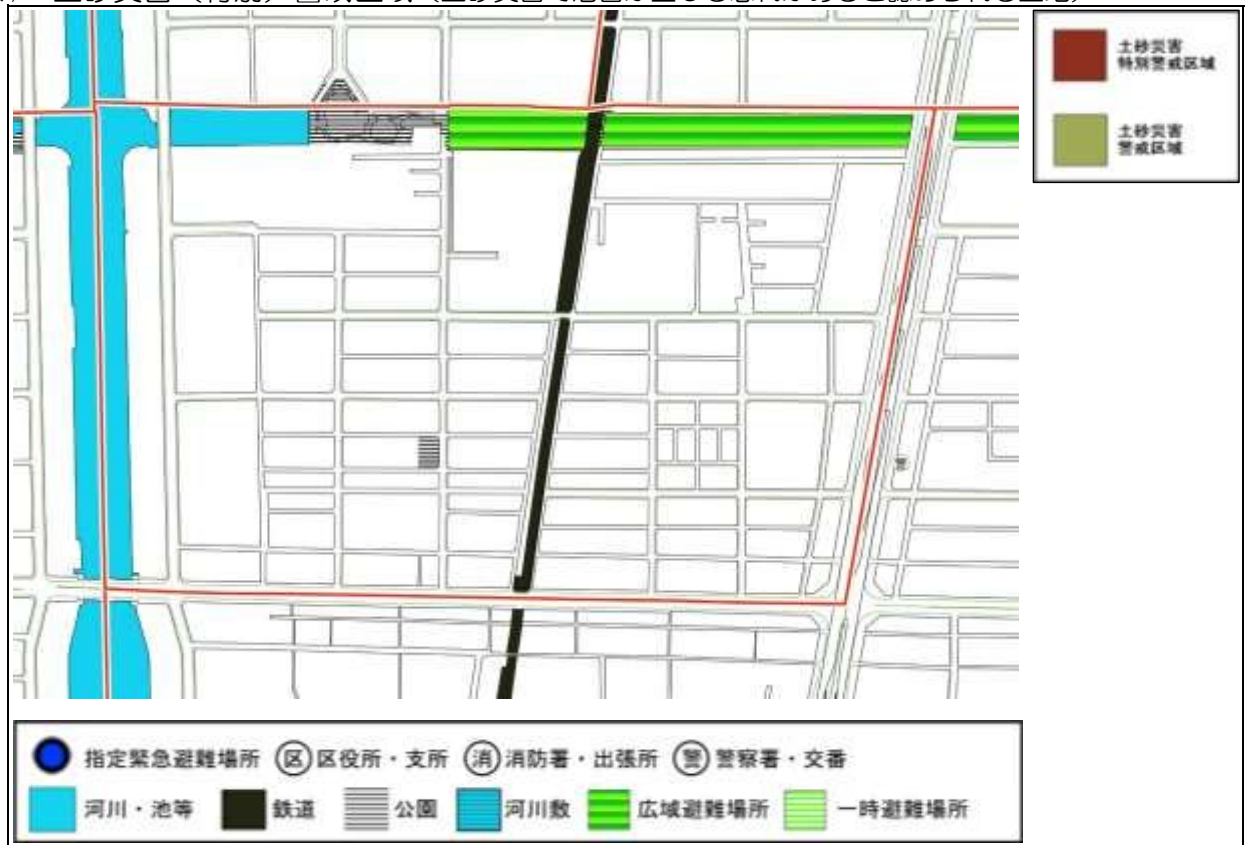 土砂災害
特別警戒区域
土砂災害
警戒区域
指定緊急避難場所 区 区役所・支所 消 消防署・出張所 警 警察署・交番
河川・池等 鉄道 公園 河川敷 広域避難場所 一時避難場所